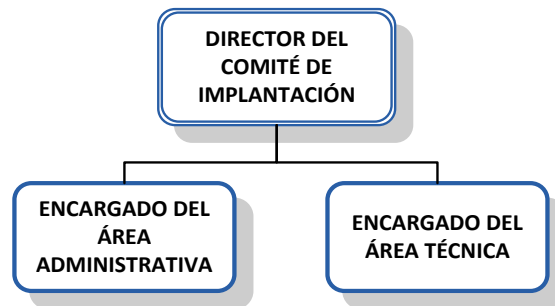 DIRECTOR DEL
COMITÉ DE
IMPLANTACIÓN
ENCARGADO DEL
ÁREA
ADMINISTRATIVA
ENCARGADO DEL
ÁREA TÉCNICA